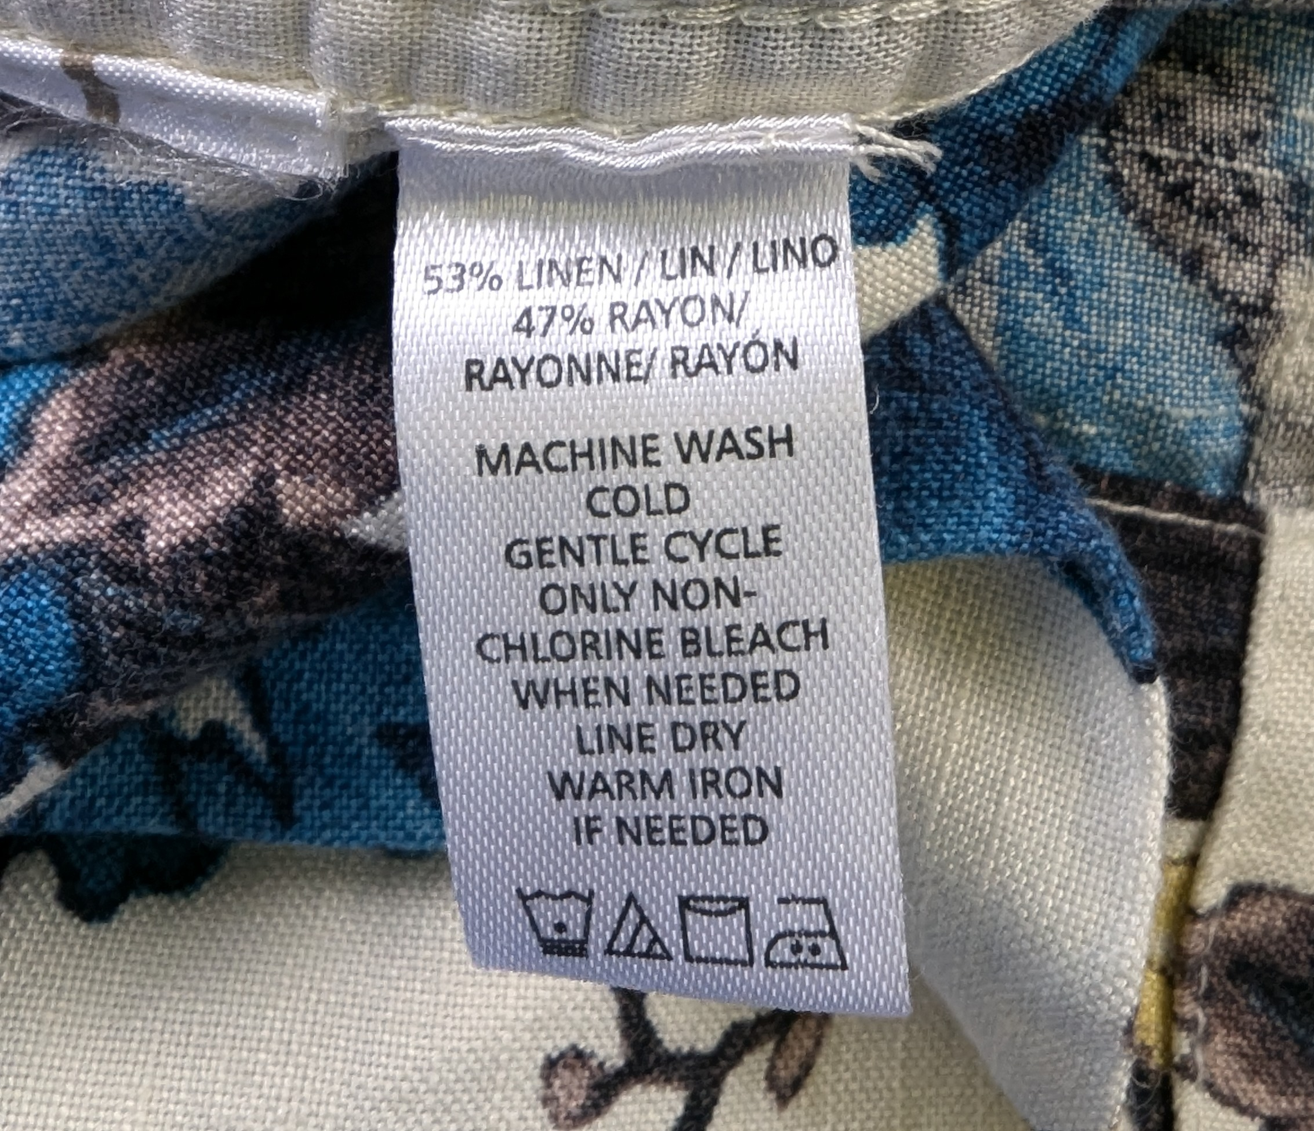 53% LINEN / LIN / LINO
47% RAYON/
RAYONNE/ RAYÓN
MACHINE WASH
COLD
GENTLE CYCLE
ONLY NON-
CHLORINE BLEACH
WHEN NEEDED
LINE DRY
WARM IRON
IF NEEDED